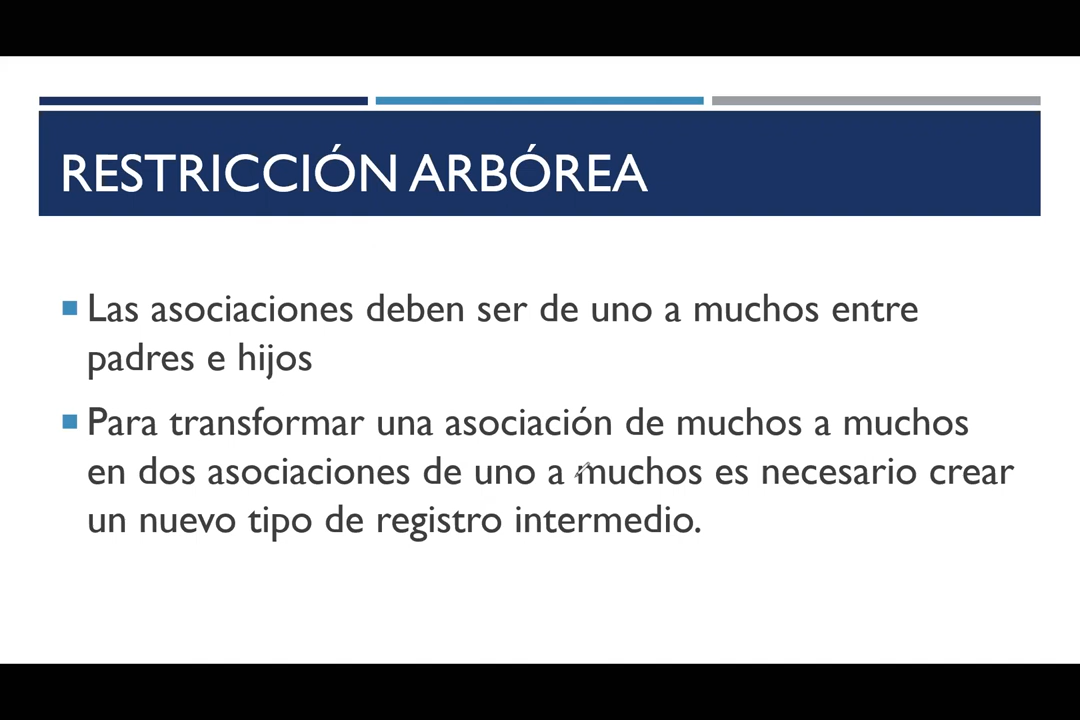 RESTRICCIÓN ARBÓREA
Las asociaciones deben ser de uno a muchos entre
padres e hijos
Para transformar una asociación de muchos a muchos
en dos asociaciones de uno a muchos es necesario crear
un nuevo tipo de registro intermedio.